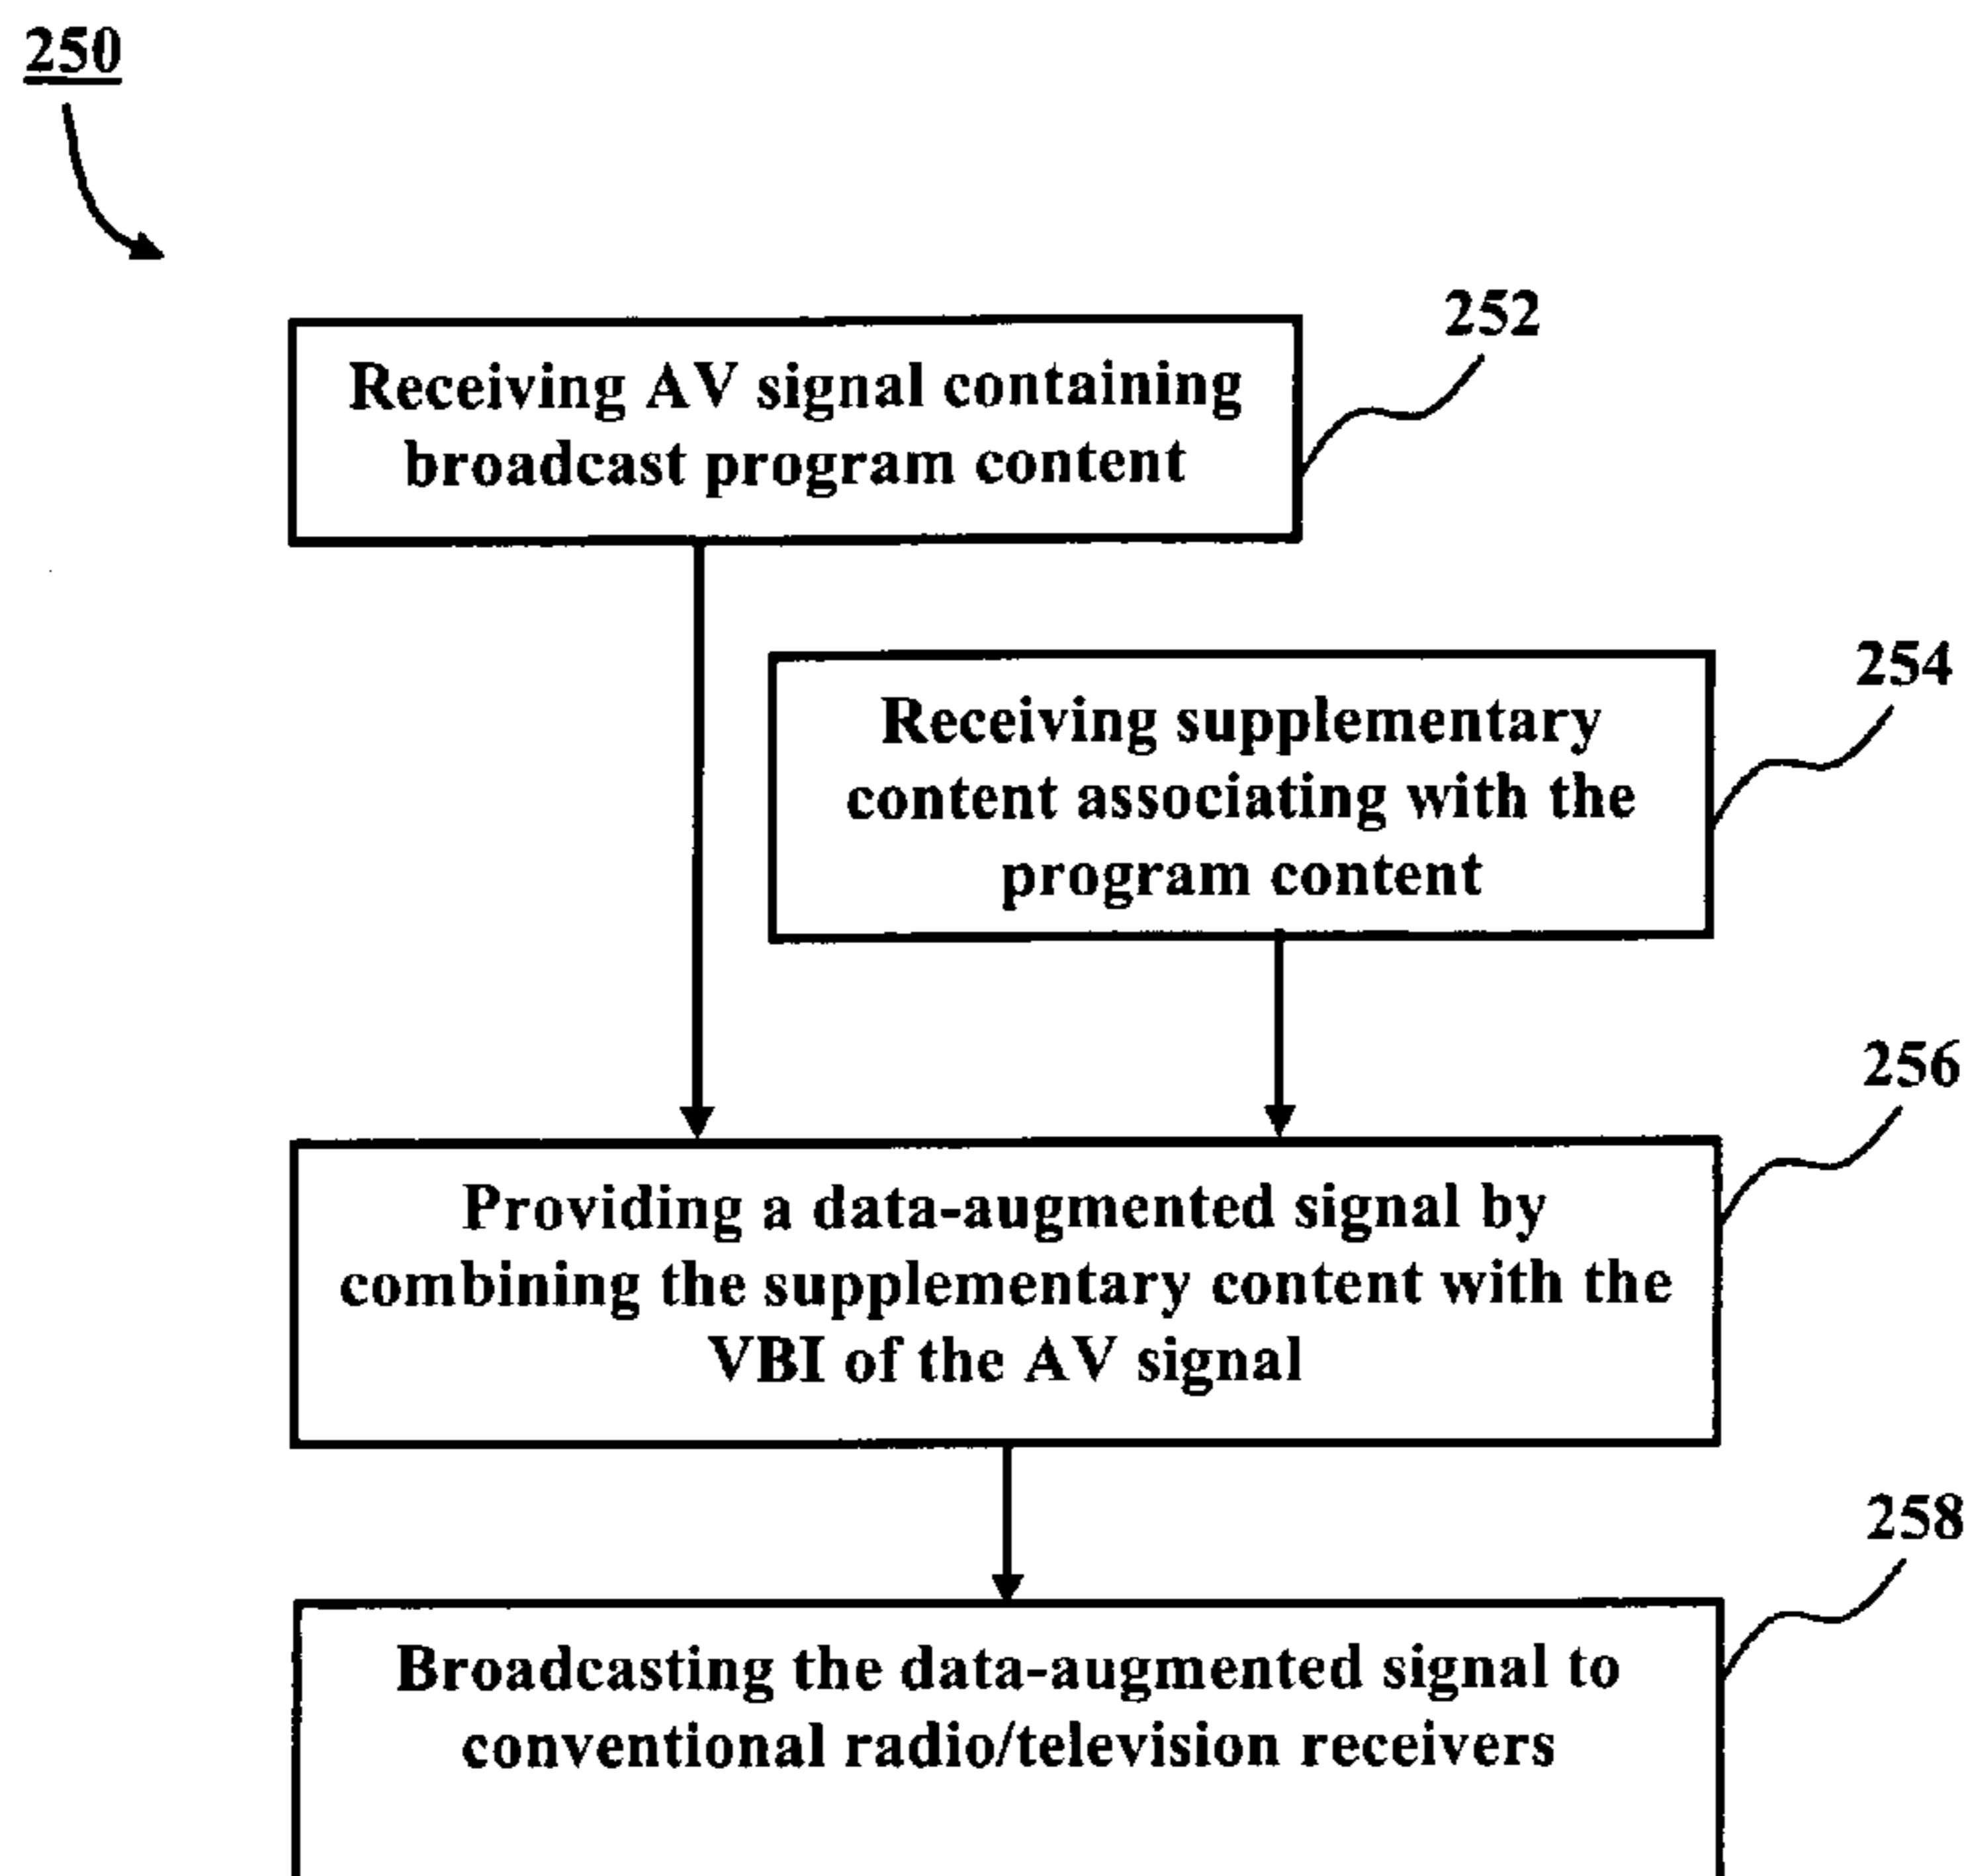 250
252
Receiving AV signal containing
broadcast program content
254
Receiving supplementary
content associating with the
program content
256
Providing a data-augmented signal by
combining the supplementary content with the
VBI of the AV signal
258
Broadcasting the data-augmented signal to
conventional radio/television receivers